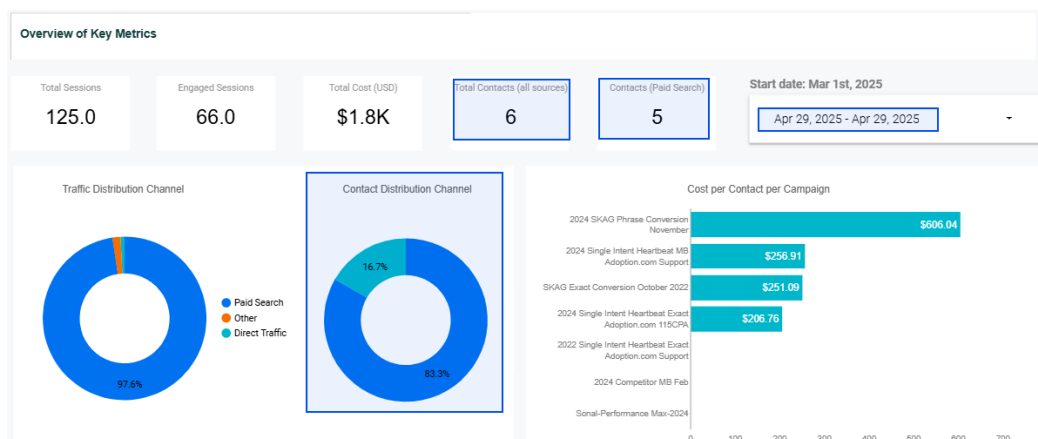 Overview of Key Metrics
Total Sessions
125.0
Engaged Sessions
66.0
Total Cost (USD)
$1.8K
Total Contacts (all sources)
6
Contacts (Paid Search)
5
Start date: Mar 1st, 2025
Apr 29, 2025 - Apr 29, 2025
Traffic Distribution Channel
97.6%
Paid Search
Other
Direct Traffic
Contact Distribution Channel
16.7%
83.3%
Cost per Contact per Campaign
2024 SKAG Phrase Conversion
November
$606.04
2024 Single Intent Heartbeat MB
Adoption.com Support
$256.91
SKAG Exact Conversion October 2022
$251.09
2024 Single Intent Heartbeat Exact
Adoption.com 115CPA
$206.76
2022 Single Intent Heartbeat Exact
Adoption.com Support
2024 Competitor MB Feb
Sonal-Performance Max-2024
0 100 200 300 400 500 600 700